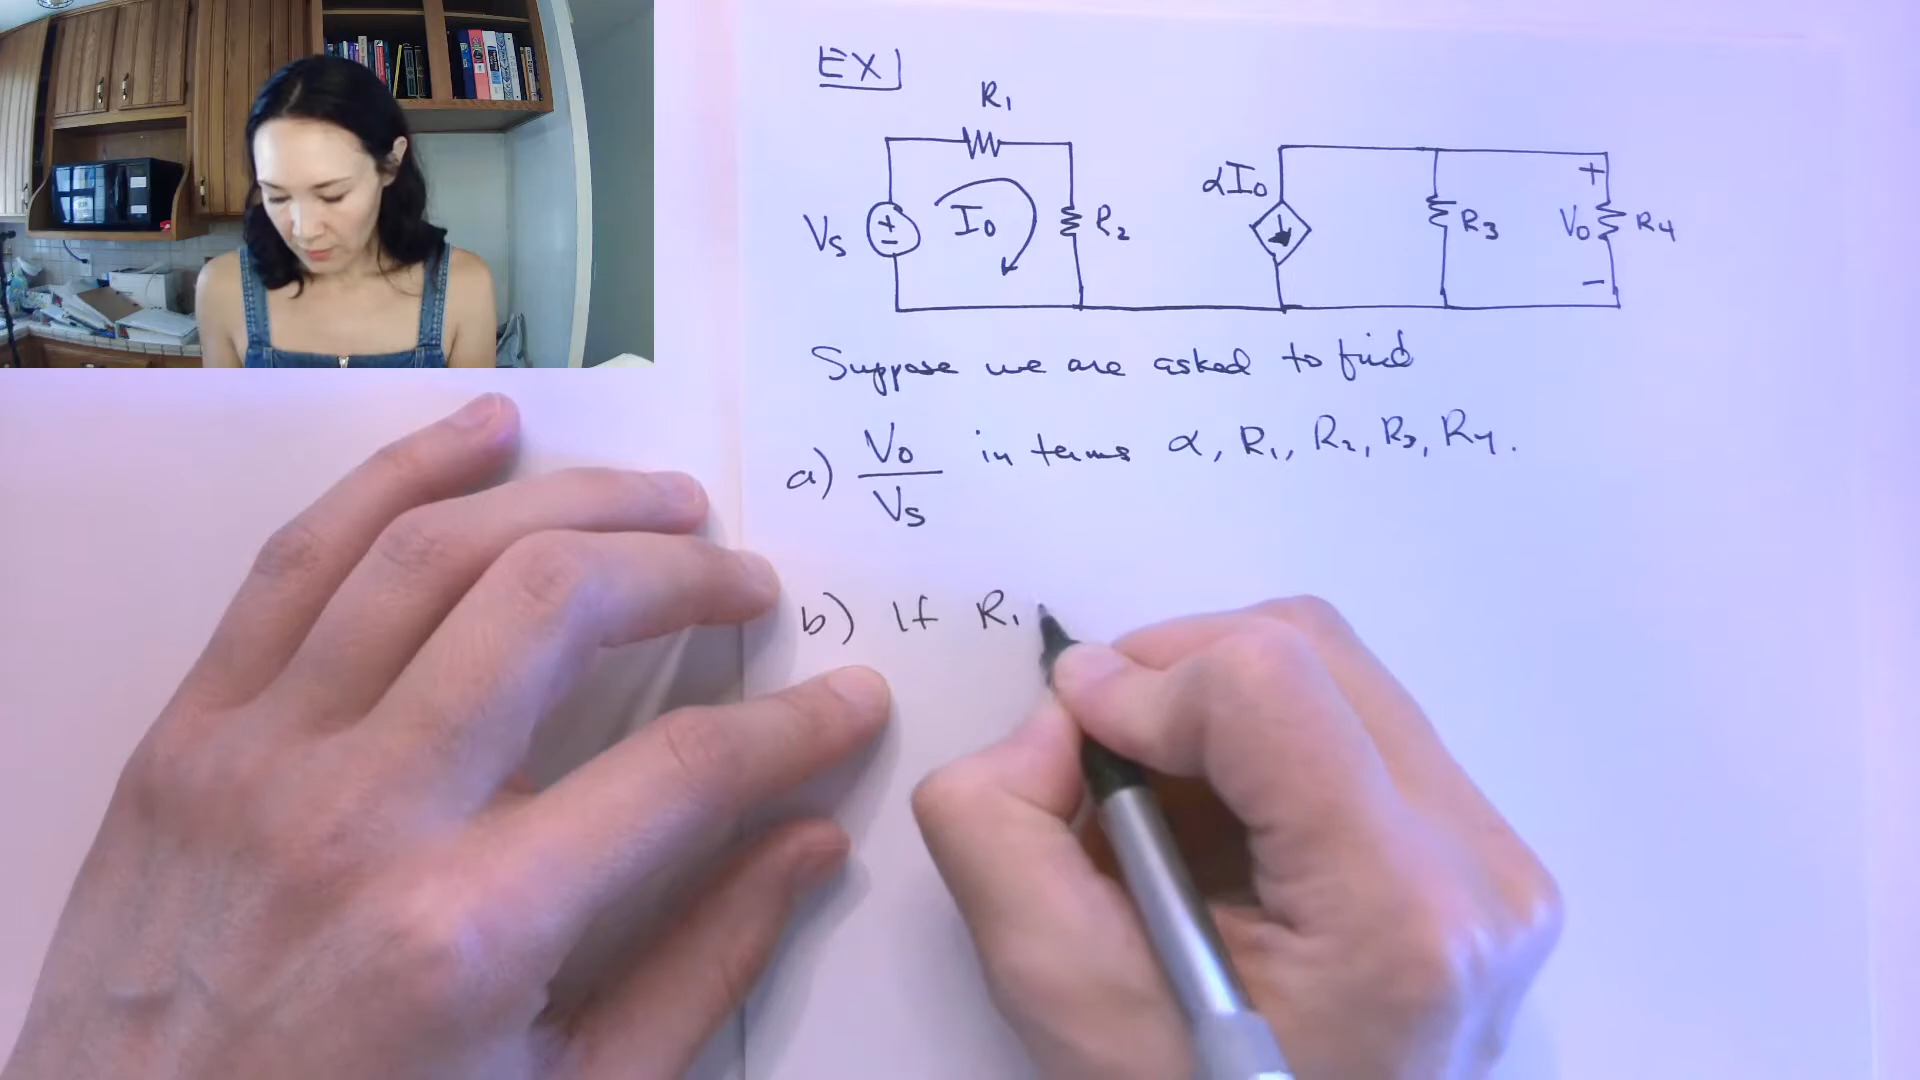 EX
R1
Vs + - I0 R2 αI0 R3 + V0 - R4
Suppose we are asked to find
a) V0 / Vs in terms α, R1, R2, R3, R4.
b) If R1